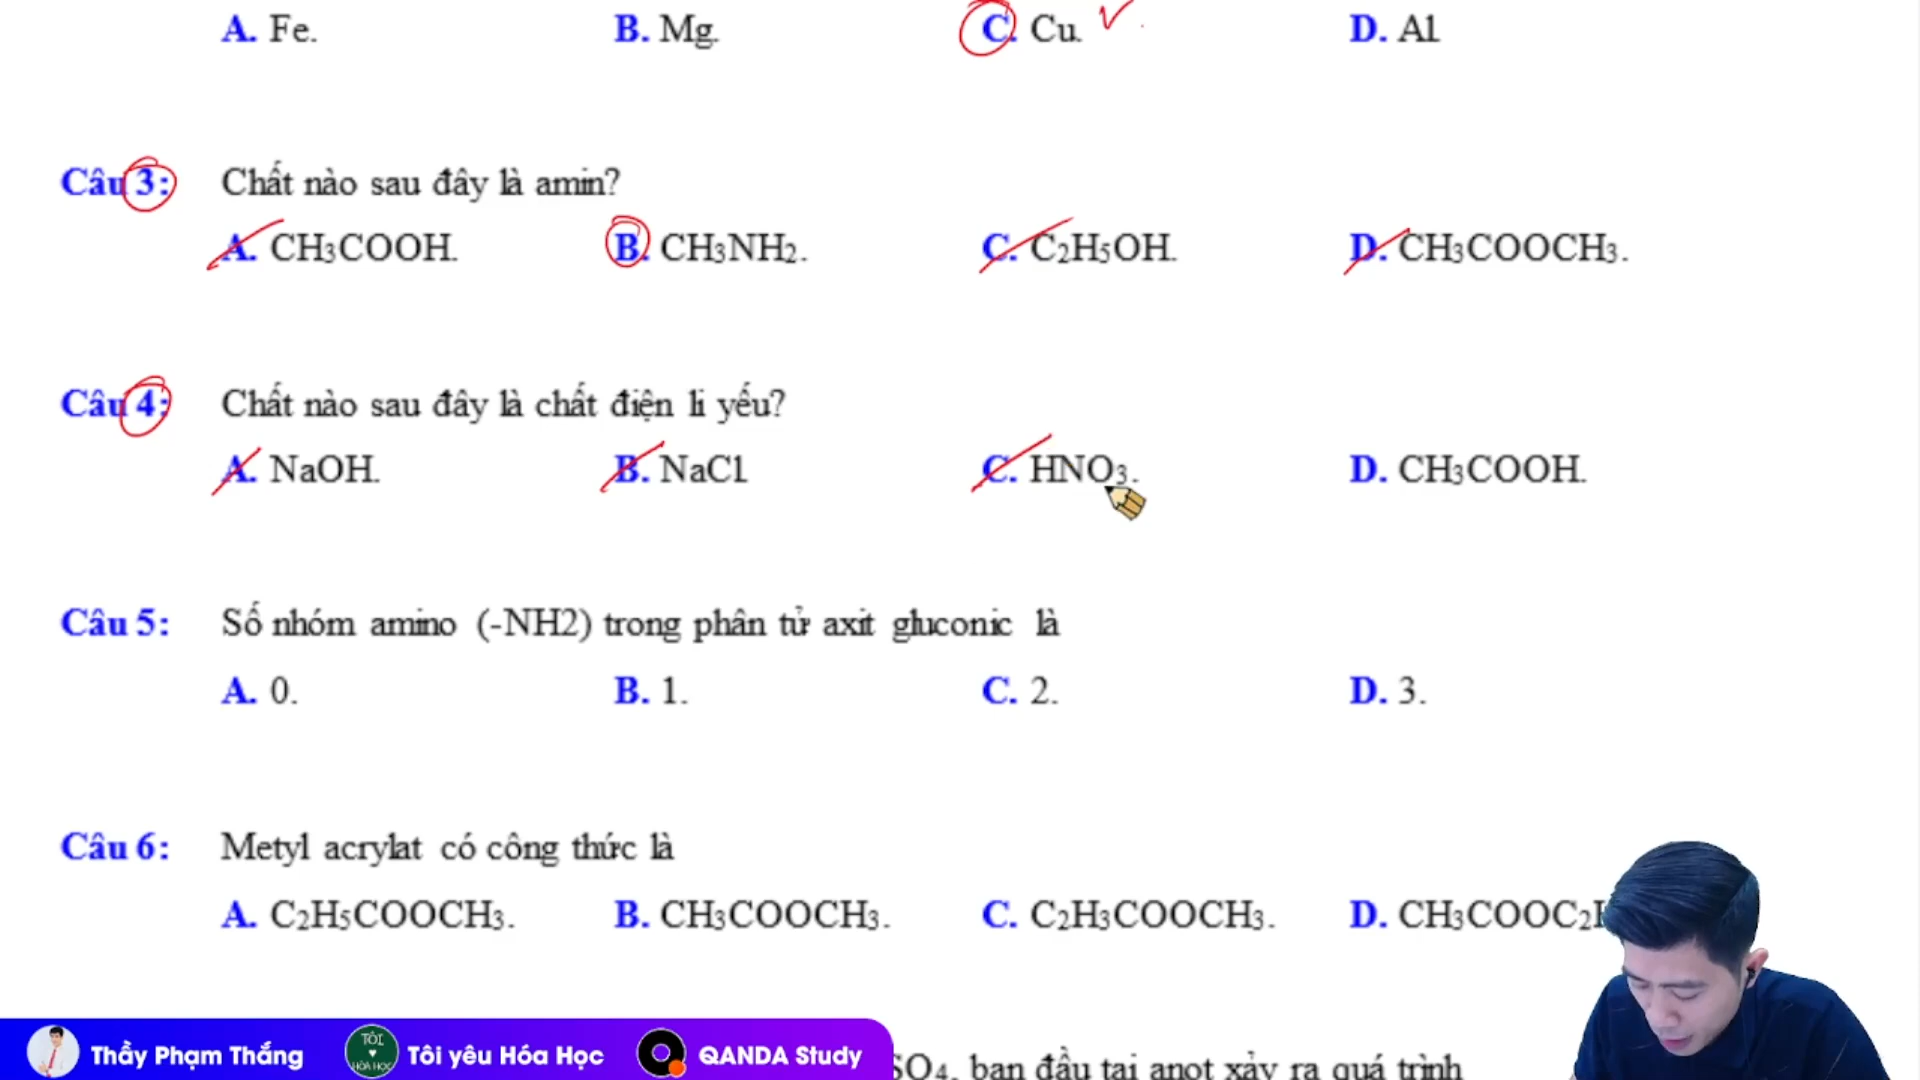 A. Fe. B. Mg. C. Cu. D. Al
Câu 3: Chất nào sau đây là amin?
A. CH3COOH. B. CH3NH2. C. C2H5OH. D. CH3COOCH3.
Câu 4: Chất nào sau đây là chất điện li yếu?
A. NaOH. B. NaCl C. HNO3. D. CH3COOH.
Câu 5: Số nhóm amino (-NH2) trong phân tử axit gluconic là
A. 0. B. 1. C. 2. D. 3.
Câu 6: Metyl acrylat có công thức là
A. C2H5COOCH3. B. CH3COOCH3. C. C2H3COOCH3. D. CH3COOC2
SO4, ban đầu tại anot xảy ra quá trình
Thầy Phạm Thắng TÔI YÊU HÓA HỌC Tôi yêu Hóa Học QANDA Study